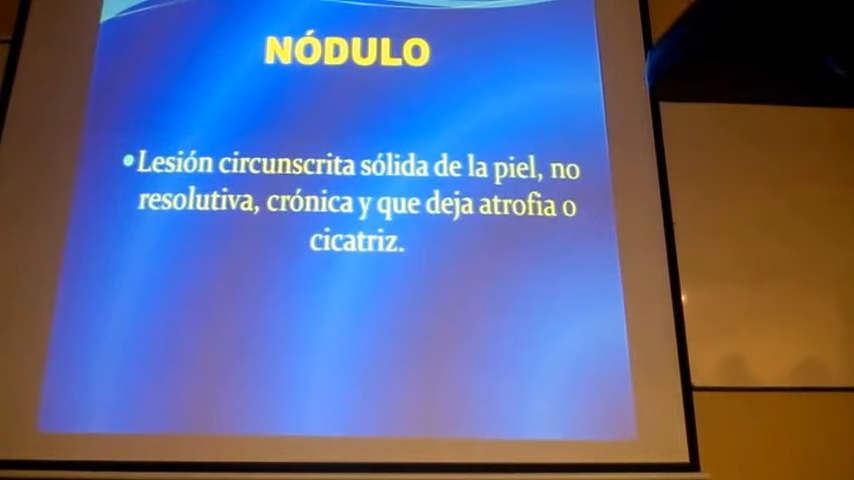 NÓDULO
•Lesión circunscrita sólida de la piel, no
resolutiva, crónica y que deja atrofia o
cicatriz.